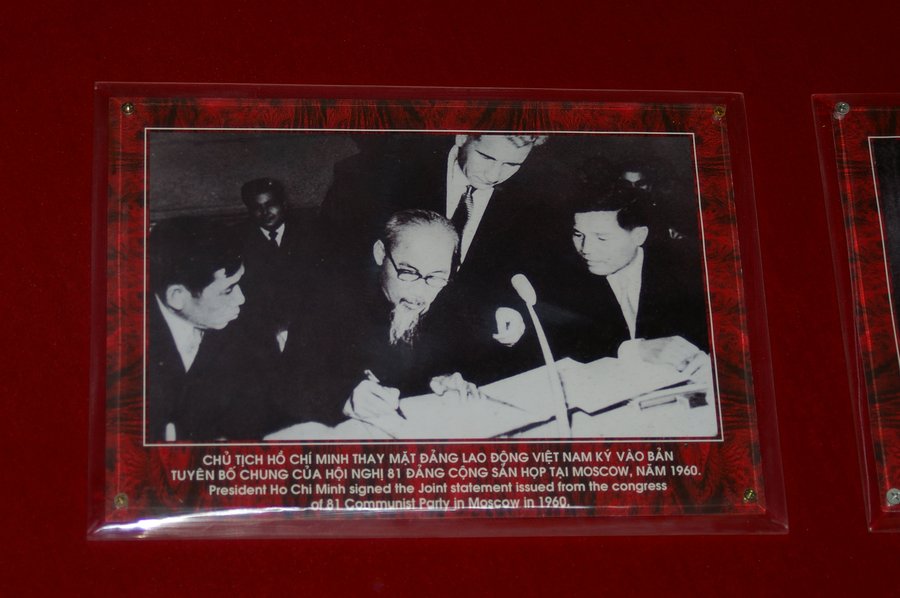 CHỦ TỊCH HỒ CHÍ MINH THAY MẶT ĐẢNG LAO ĐỘNG VIỆT NAM KÝ VÀO BẢN
TUYÊN BỐ CHUNG CỦA HỘI NGHỊ 81 ĐẢNG CỘNG SẢN HỌP TẠI MOSCOW, NĂM 1960.
President Ho Chi Minh signed the Joint statement issued from the congress
of 81 Communist Party in Moscow in 1960.